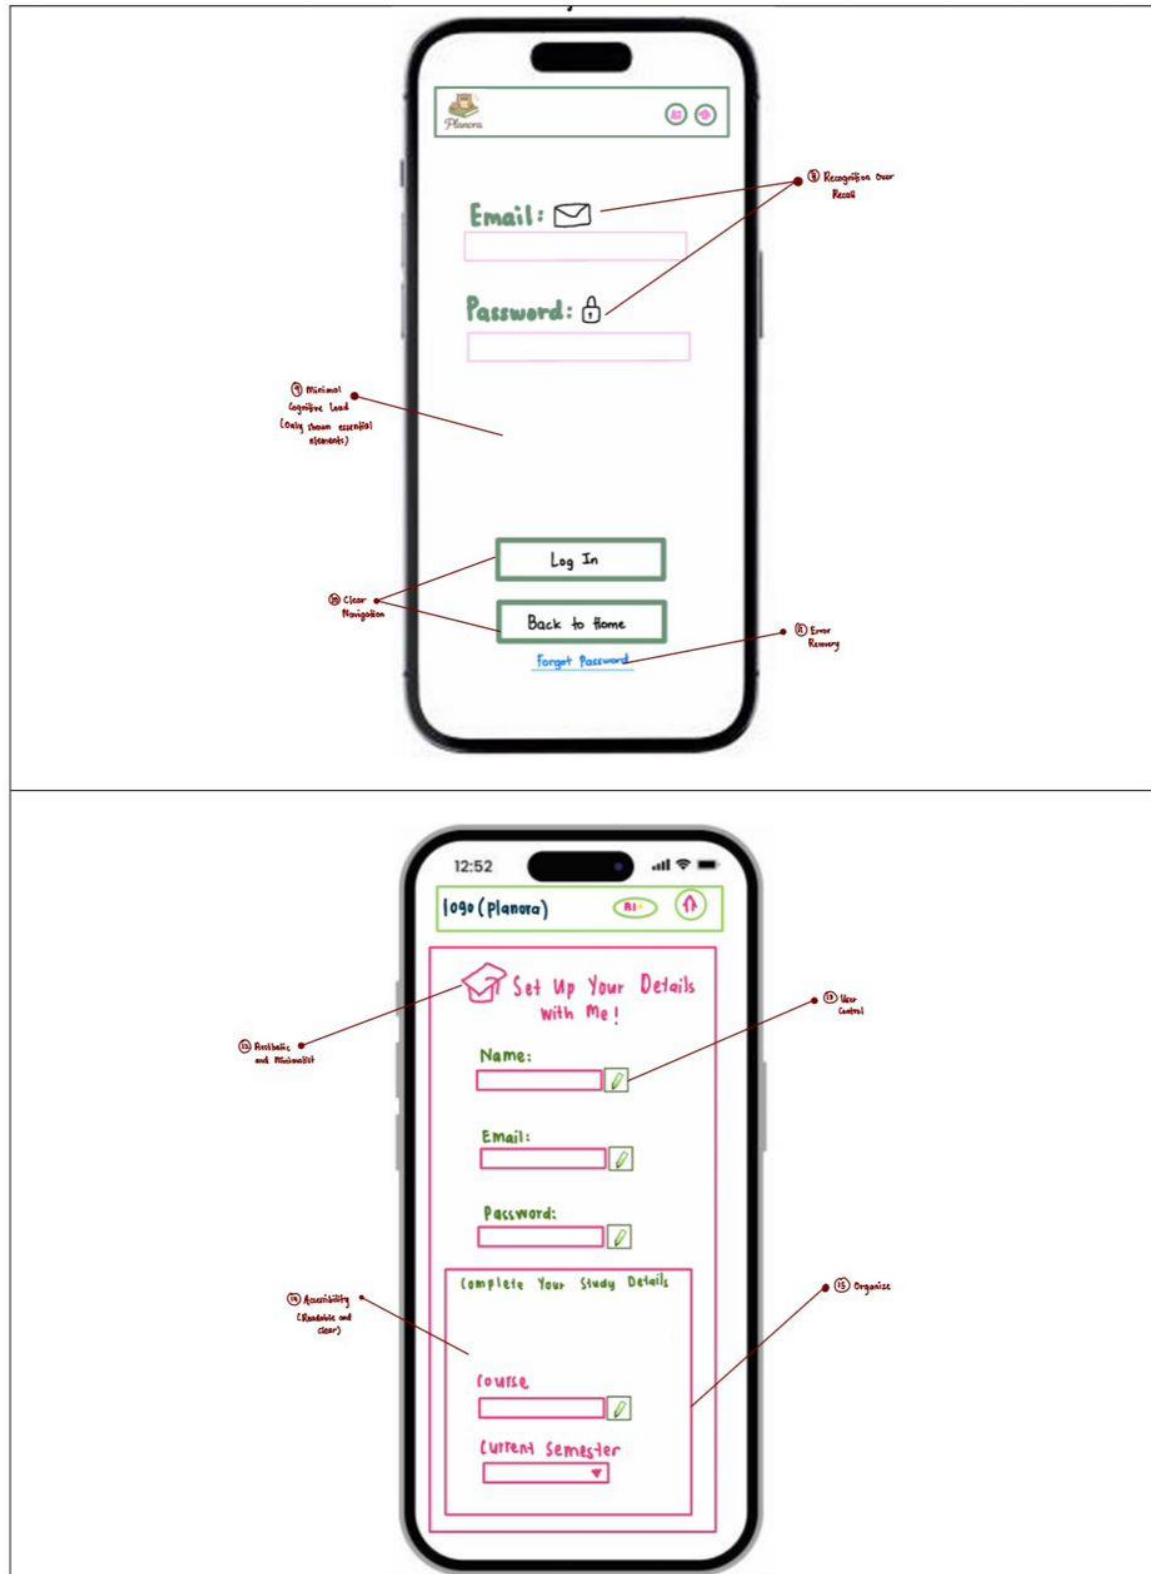 Planora
AI
Email:
Password:
⑧ Recognition Over
Recall
⑨ Minimal
Cognitive Load
(Only shown essential
elements)
Log In
⑩ Clear
Navigation
Back to Home
Forgot Password
⑪ Error
Recovery
12:52
logo (planora)
AI
Set Up Your Details
With Me!
⑫ Aesthetic
and Minimalist
⑬ User
Control
Name:
Email:
Password:
Complete Your Study Details
⑭ Accessibility
(Readable and
clear)
⑮ Organize
Course
Current Semester